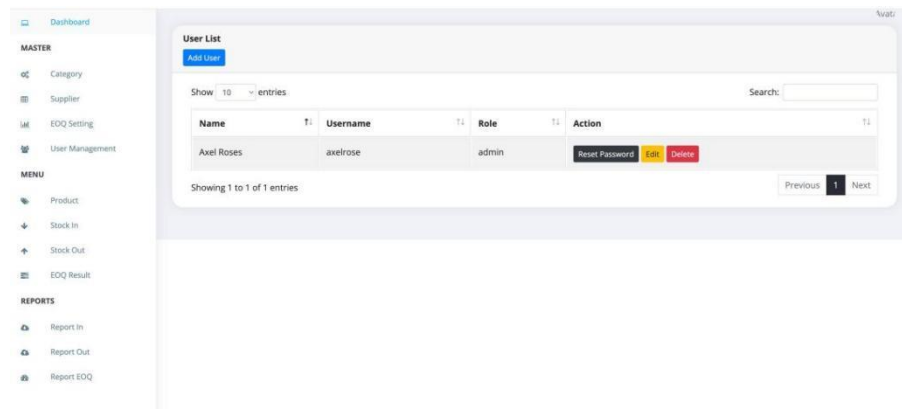 Dashboard
MASTER
Category
Supplier
EOQ Setting
User Management
MENU
Product
Stock In
Stock Out
EOQ Result
REPORTS
Report In
Report Out
Report EOQ
User List
Add User
Show 10 entries
Search:
Name Username Role Action
Axel Roses axelrose admin Reset Password Edit Delete
Showing 1 to 1 of 1 entries
Previous 1 Next